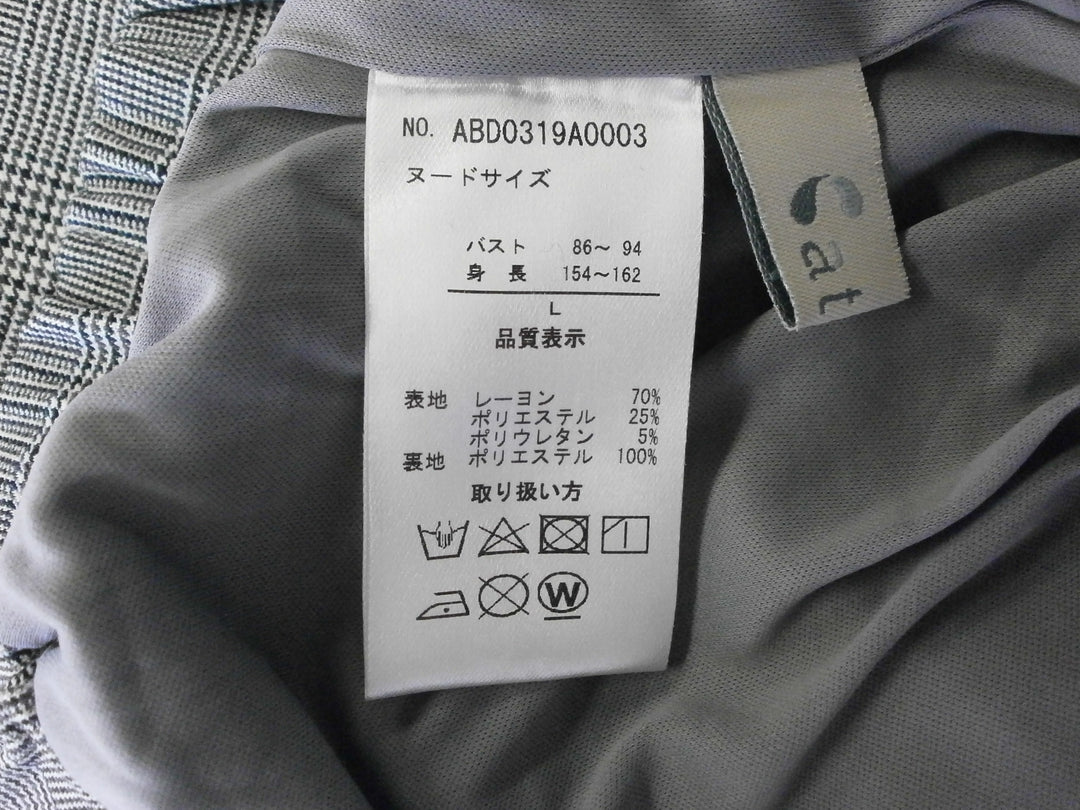 NO. ABD0319A0003
ヌードサイズ
バスト 86～ 94
身長 154～162
L
品質表示
表地 レーヨン 70%
ポリエステル 25%
ポリウレタン 5%
裏地 ポリエステル 100%
取り扱い方
W
Cat